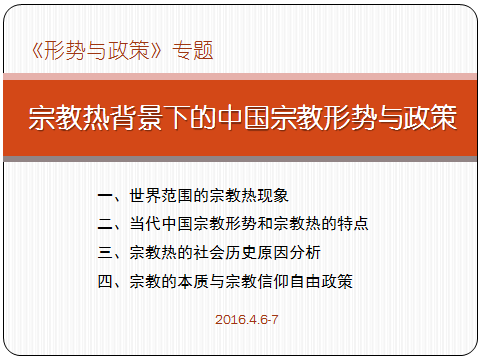 《形势与政策》专题
宗教热背景下的中国宗教形势与政策
一、世界范围的宗教热现象
二、当代中国宗教形势和宗教热的特点
三、宗教热的社会历史原因分析
四、宗教的本质与宗教信仰自由政策
2016.4.6-7